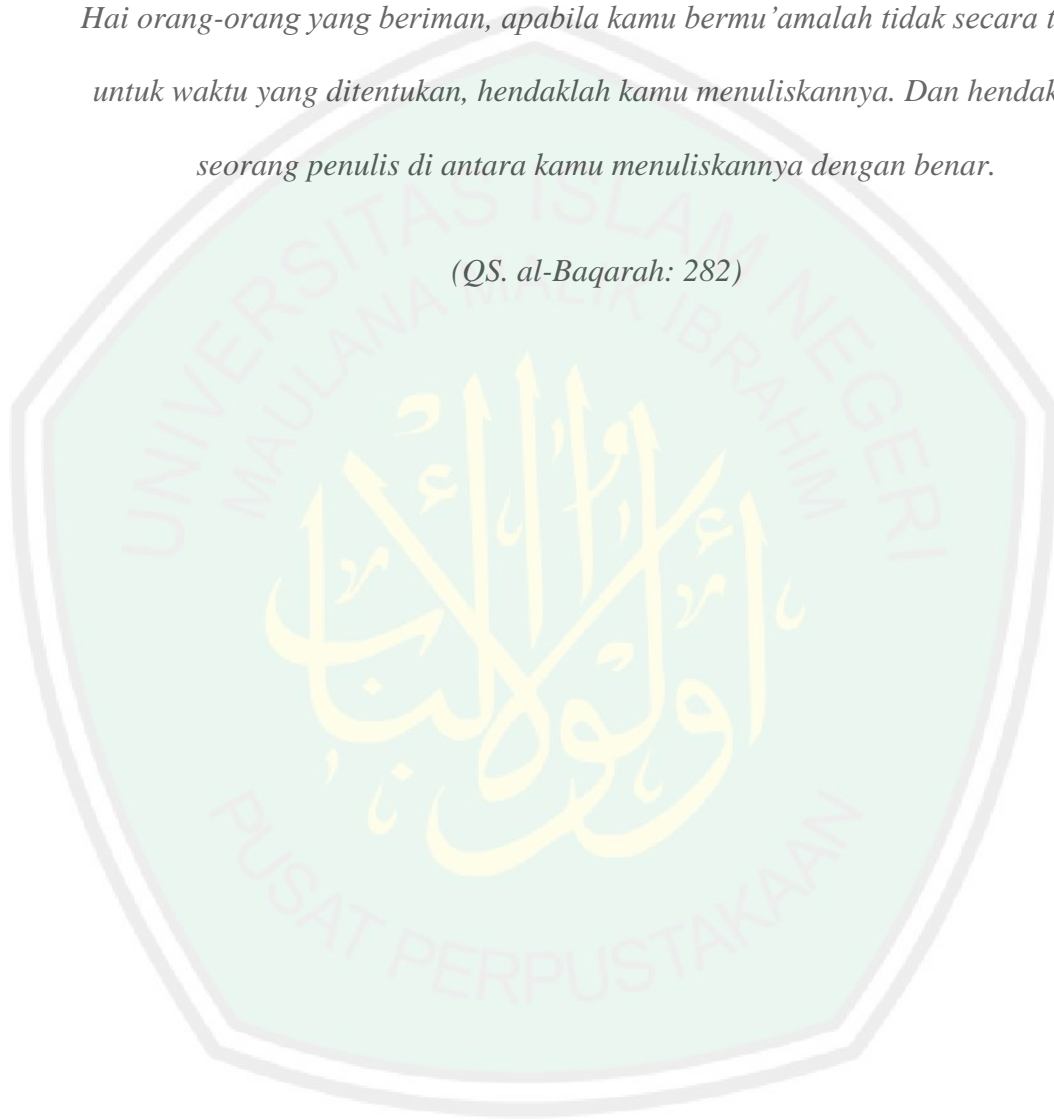 Hai orang-orang yang beriman, apabila kamu bermu’amalah tidak secara
untuk waktu yang ditentukan, hendaklah kamu menuliskannya. Dan
seorang penulis di antara kamu menuliskannya dengan benar.
(QS. al-Baqarah: 282)
UNIVERSITAS ISLAM NEGERI
MAULANA MALIK IBRAHIM
أولوا الألباب
PUSAT PERPUSTAKAAN